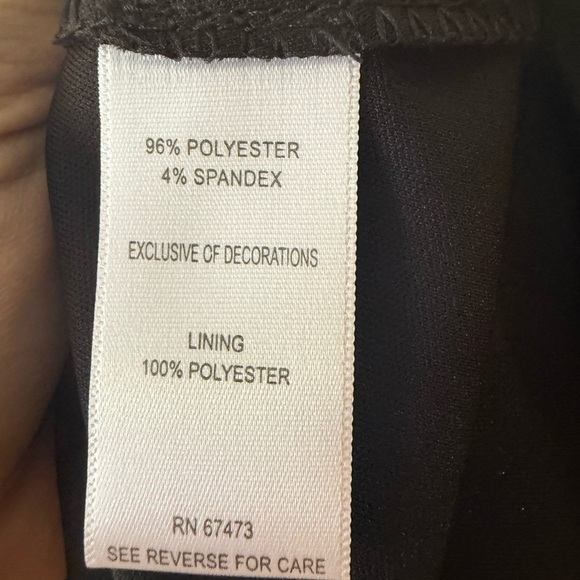 96% POLYESTER
4% SPANDEX
EXCLUSIVE OF DECORATIONS
LINING
100% POLYESTER
RN 67473
SEE REVERSE FOR CARE